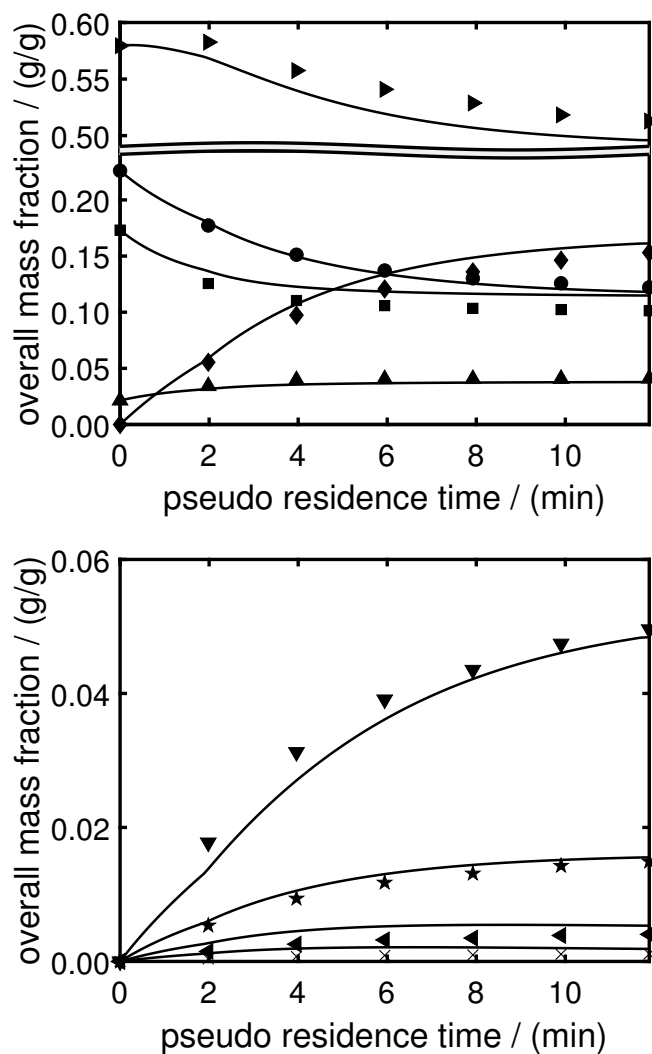 overall mass fraction / (g/g)
0.60
0.55
0.50
0.20
0.15
0.10
0.05
0.00
0 2 4 6 8 10
pseudo residence time / (min)
overall mass fraction / (g/g)
0.06
0.04
0.02
0.00
0 2 4 6 8 10
pseudo residence time / (min)